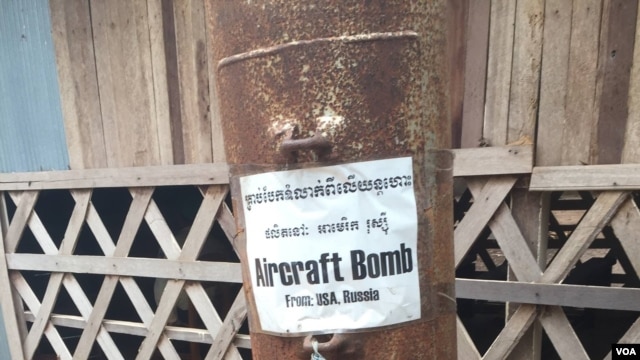 គ្រាប់បែកទំលាក់ពីលើយន្តហោះ
ផលិតនៅ: អាមេរិក រុស្ស៊ី
Aircraft Bomb
From: USA, Russia
VOA